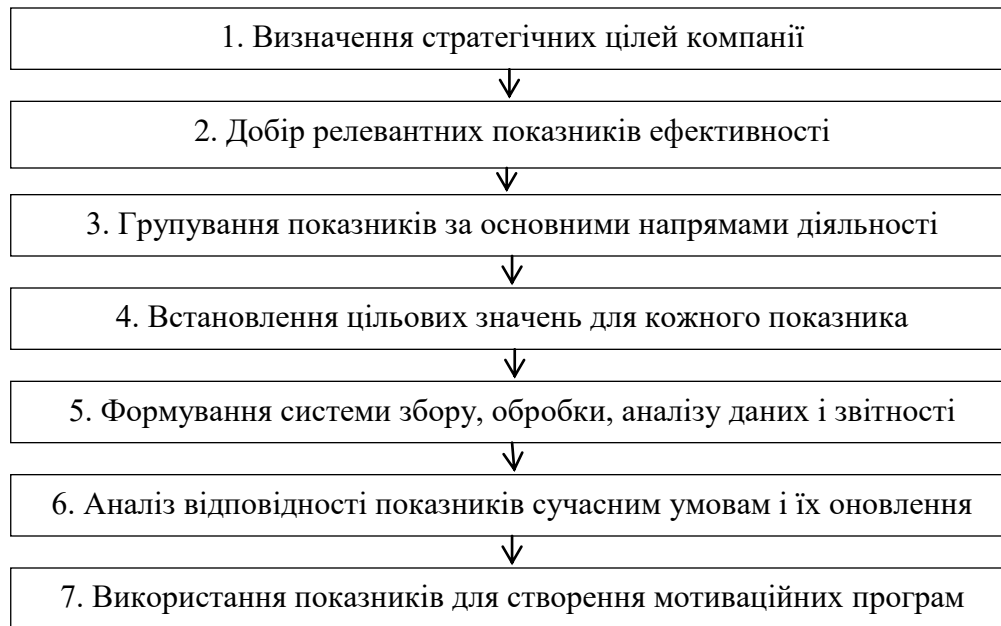 1. Визначення стратегічних цілей компанії
2. Добір релевантних показників ефективності
3. Групування показників за основними напрямами діяльності
4. Встановлення цільових значень для кожного показника
5. Формування системи збору, обробки, аналізу даних і звітності
6. Аналіз відповідності показників сучасним умовам і їх оновлення
7. Використання показників для створення мотиваційних програм